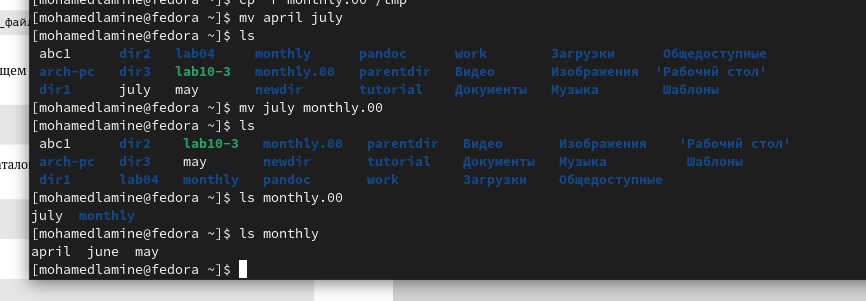 [mohamedlamine@fedora ~]$ cp -r monthly.00 /tmp
[mohamedlamine@fedora ~]$ mv april july
[mohamedlamine@fedora ~]$ ls
abc1 dir2 lab04 monthly pandoc work Загрузки Общедоступные
arch-pc dir3 lab10-3 monthly.00 parentdir Видео Изображения 'Рабочий стол'
dir1 july may newdir tutorial Документы Музыка Шаблоны
[mohamedlamine@fedora ~]$ mv july monthly.00
[mohamedlamine@fedora ~]$ ls
abc1 dir2 lab10-3 monthly.00 parentdir Видео Изображения 'Рабочий стол'
arch-pc dir3 may newdir tutorial Документы Музыка Шаблоны
dir1 lab04 monthly pandoc work Загрузки Общедоступные
[mohamedlamine@fedora ~]$ ls monthly.00
july monthly
[mohamedlamine@fedora ~]$ ls monthly
april june may
[mohamedlamine@fedora ~]$